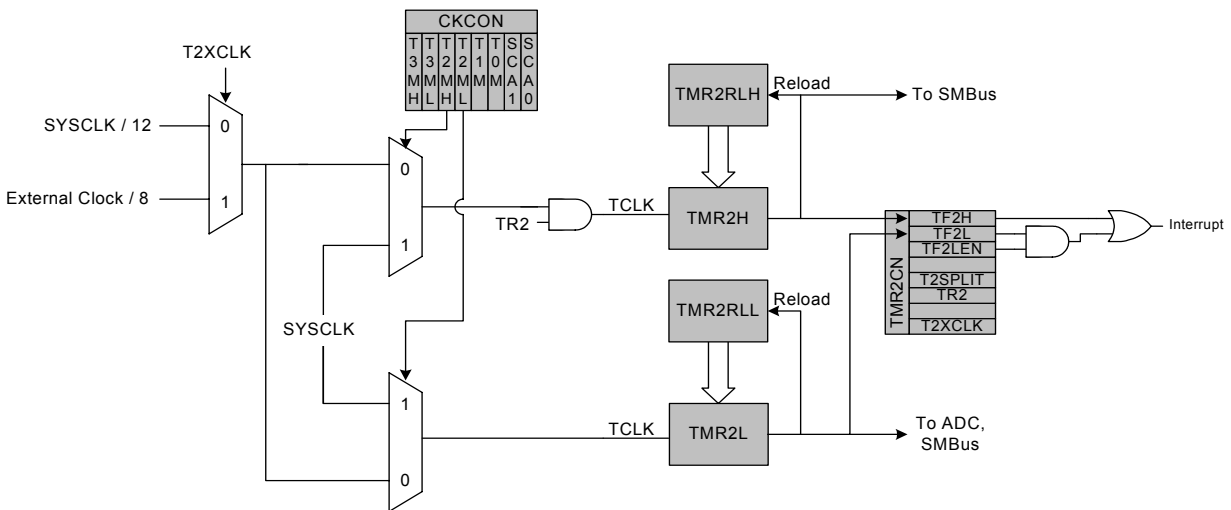 CKCON
T3MH
T3ML
T2MH
T2ML
T1M
T0M
SCA1
SCA0
T2XCLK
SYSCLK / 12
0
External Clock / 8
1
0
1
SYSCLK
1
0
TR2
TCLK
TMR2RLH
Reload
To SMBus
TMR2H
TMR2RLL
Reload
TCLK
TMR2L
To ADC,
SMBus
TMR2CN
TF2H
TF2L
TF2LEN
T2SPLIT
TR2
T2XCLK
Interrupt